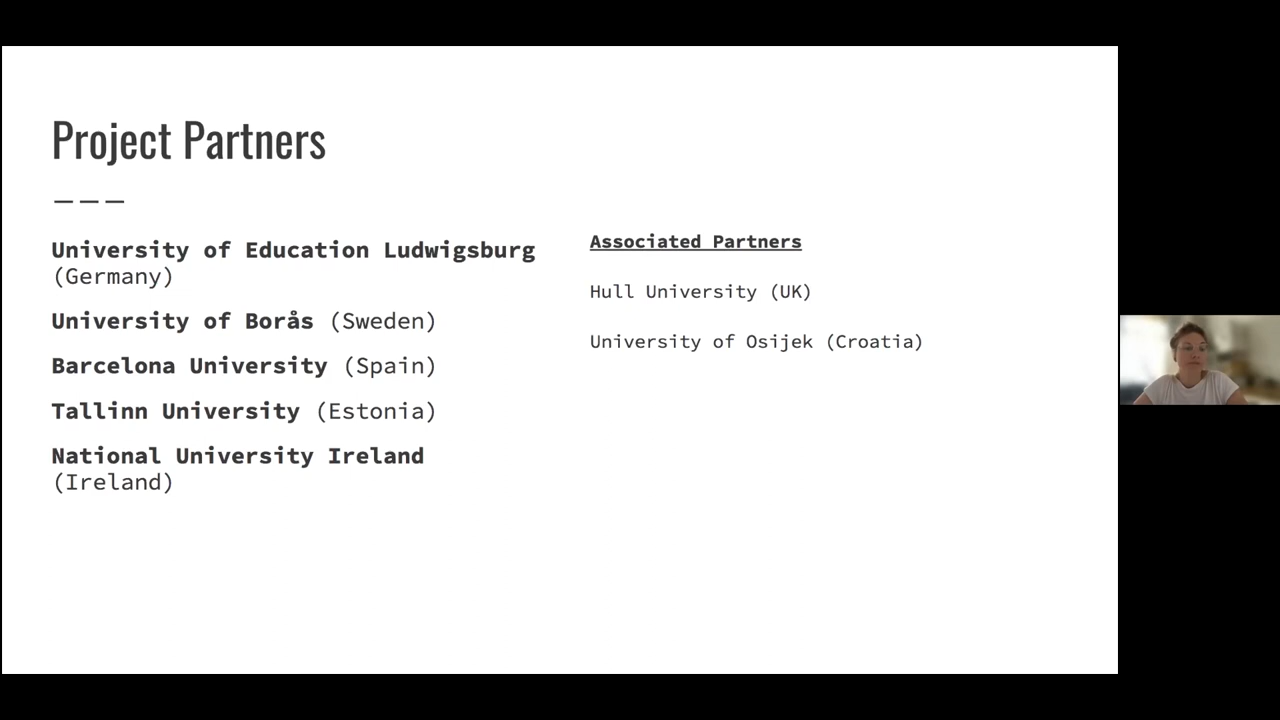 Project Partners
University of Education Ludwigsburg
(Germany)
University of Borås (Sweden)
Barcelona University (Spain)
Tallinn University (Estonia)
National University Ireland
(Ireland)
Associated Partners
Hull University (UK)
University of Osijek (Croatia)